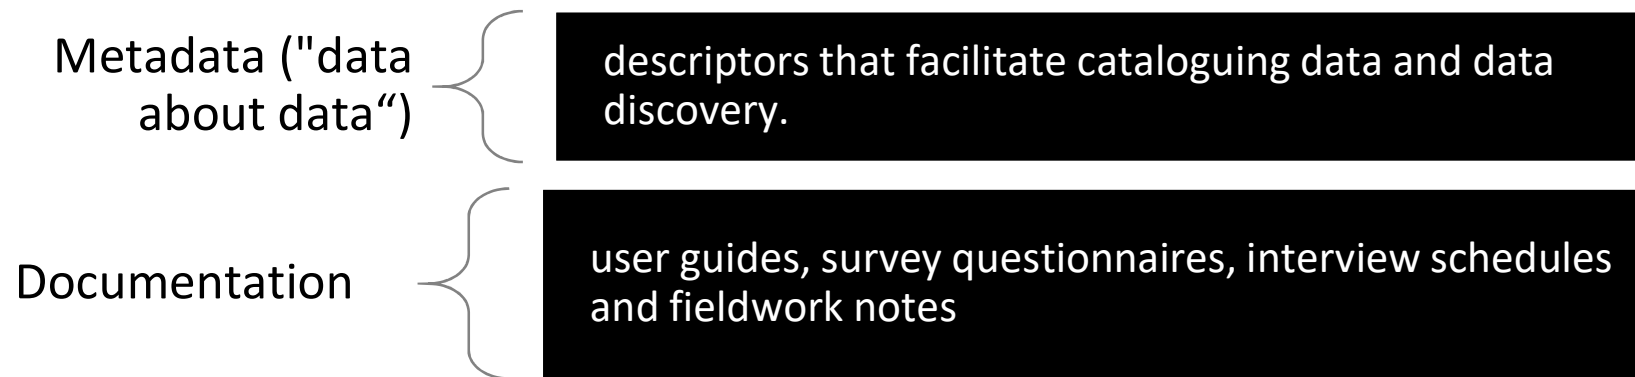 Metadata ("data
about data“)
descriptors that facilitate cataloguing data and data
discovery.
Documentation
user guides, survey questionnaires, interview schedules
and fieldwork notes